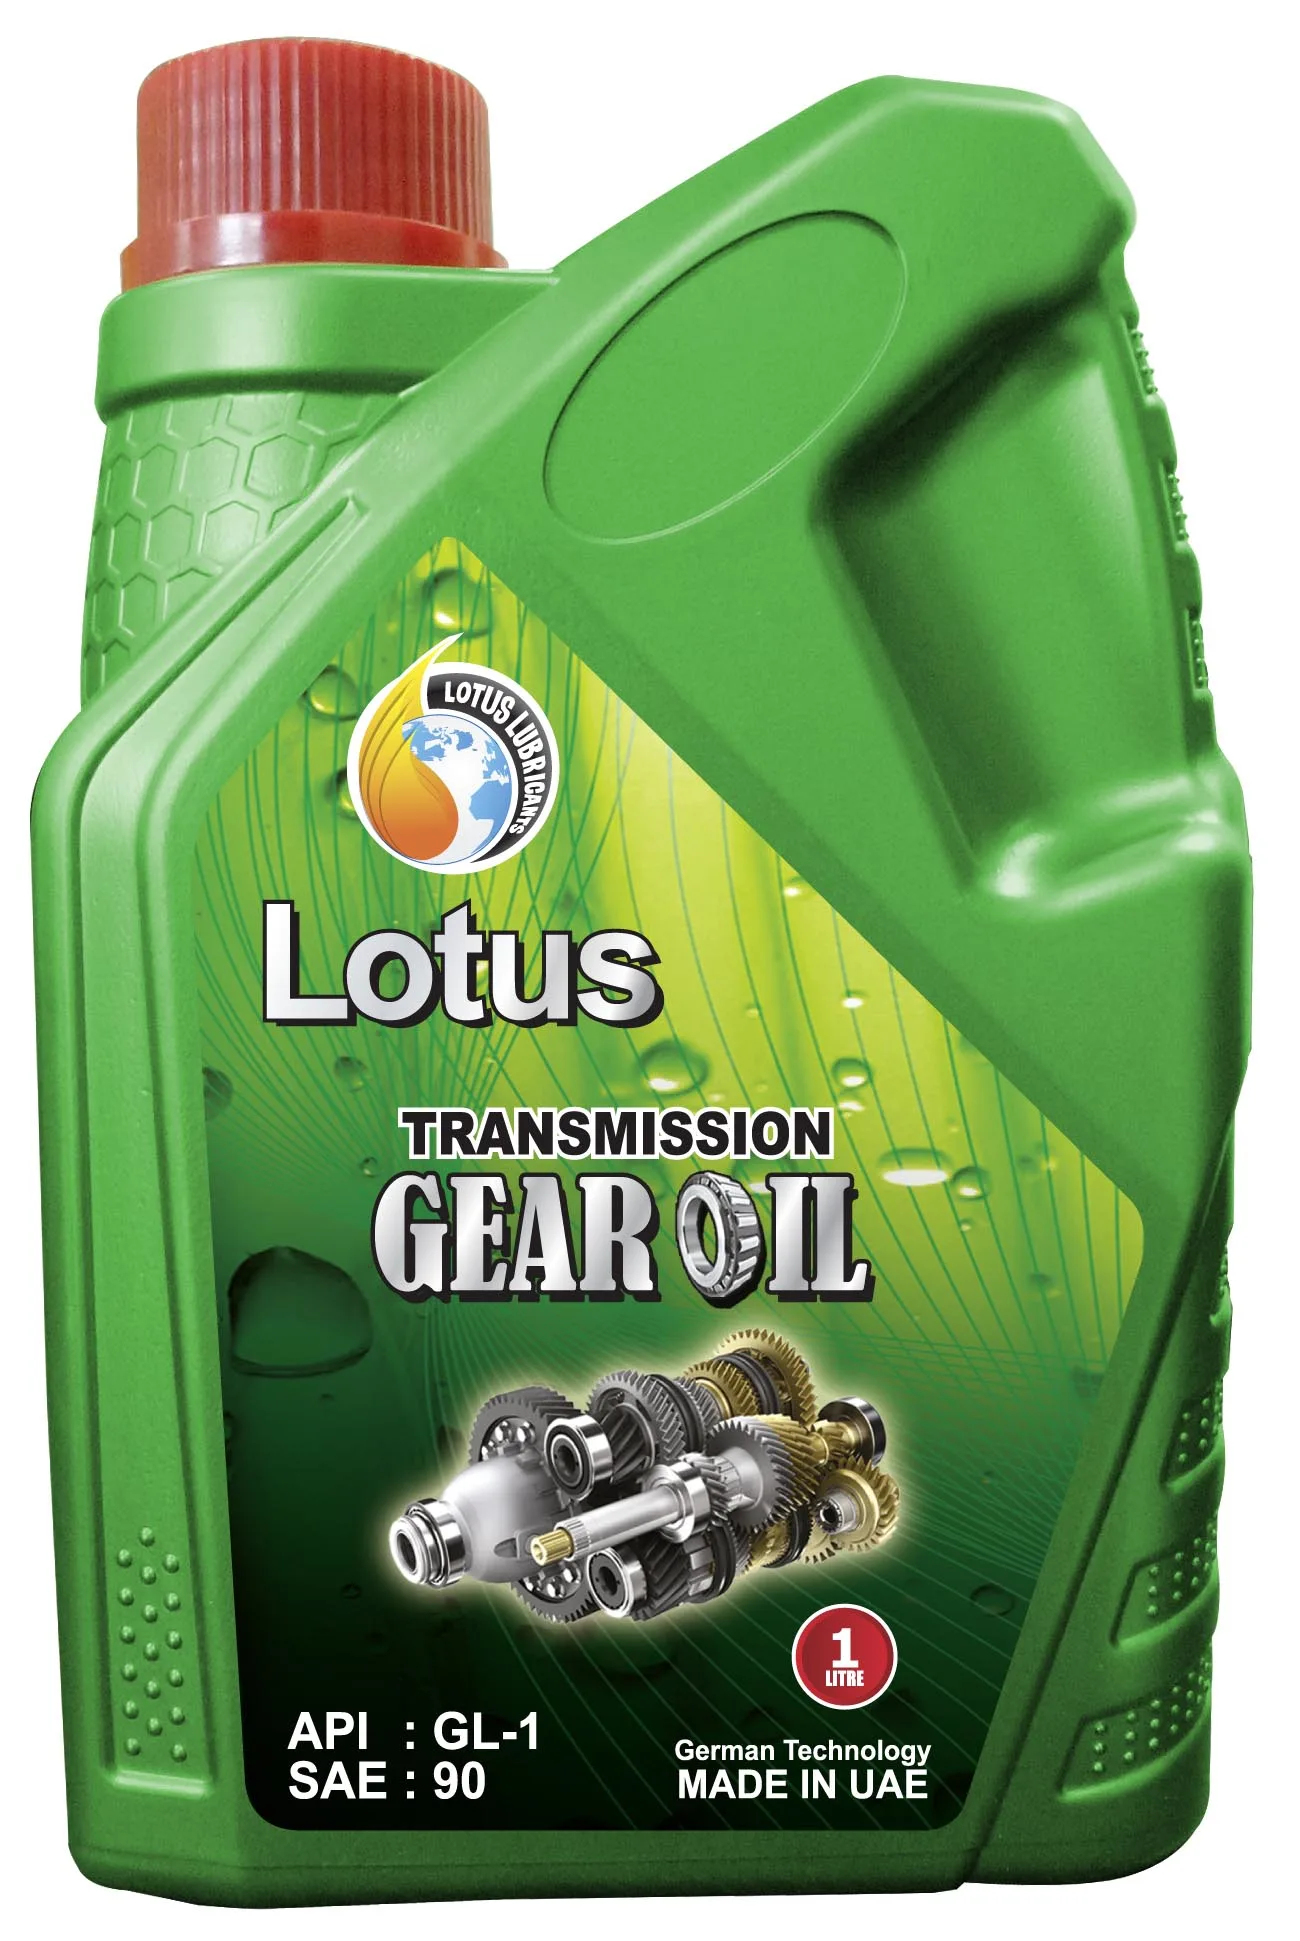 LOTUS LUBRICANTS
Lotus
TRANSMISSION
GEAR OIL
1
LITRE
API : GL-1
SAE : 90
German Technology
MADE IN UAE